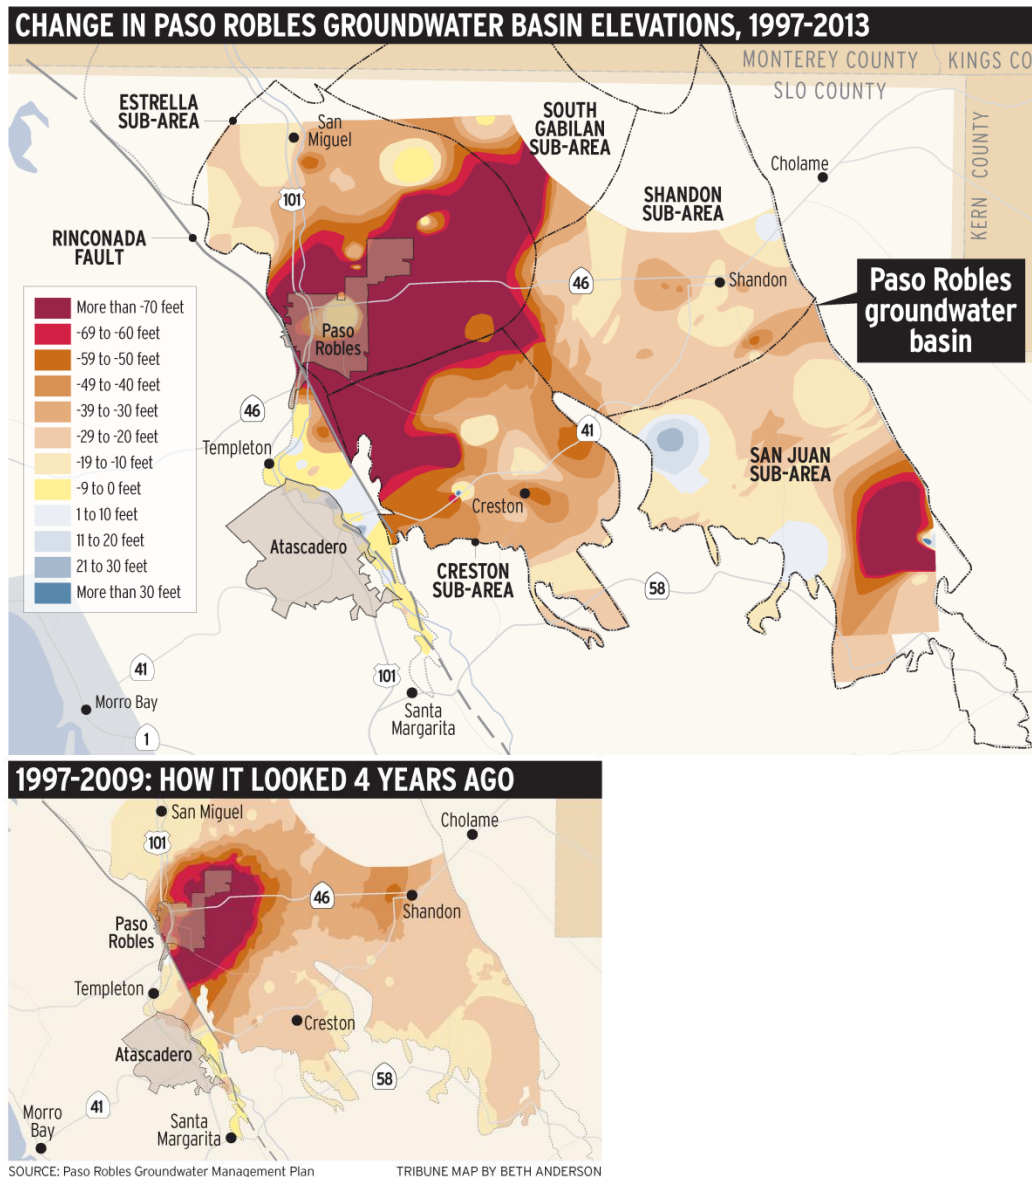 CHANGE IN PASO ROBLES GROUNDWATER BASIN ELEVATIONS, 1997-2013
MONTEREY COUNTY
KINGS CO
SLO COUNTY
KERN COUNTY
ESTRELLA
SUB-AREA
San
Miguel
SOUTH
GABILAN
SUB-AREA
Cholame
101
SHANDON
SUB-AREA
RINCONADA
FAULT
46
Shandon
Paso Robles
groundwater
basin
More than -70 feet
-69 to -60 feet
-59 to -50 feet
-49 to -40 feet
-39 to -30 feet
-29 to -20 feet
-19 to -10 feet
-9 to 0 feet
1 to 10 feet
11 to 20 feet
21 to 30 feet
More than 30 feet
Paso
Robles
46
Templeton
41
SAN JUAN
SUB-AREA
Creston
Atascadero
CRESTON
SUB-AREA
58
41
101
Santa
Margarita
Morro Bay
1
1997-2009: HOW IT LOOKED 4 YEARS AGO
San Miguel
Cholame
101
46
Shandon
Paso
Robles
Templeton
Creston
Atascadero
58
41
Morro
Bay
Santa
Margarita
SOURCE: Paso Robles Groundwater Management Plan
TRIBUNE MAP BY BETH ANDERSON